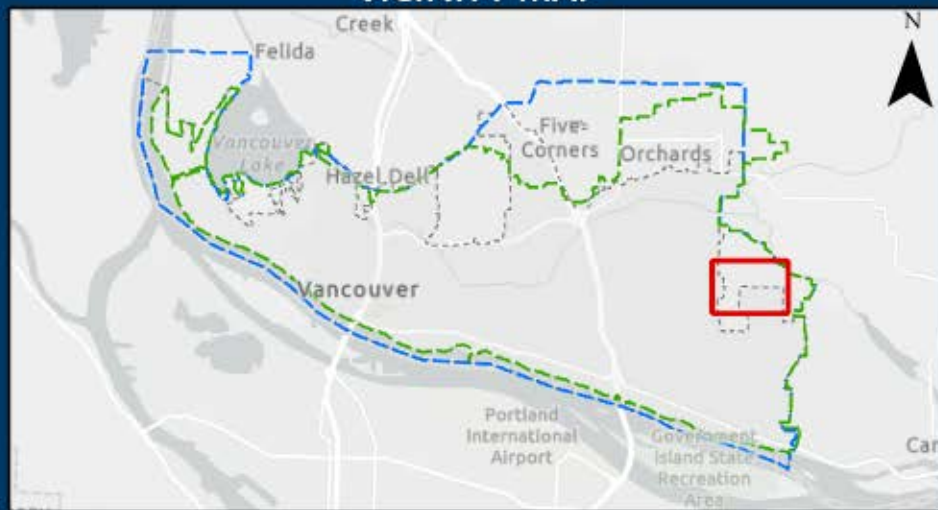 N
Creek
Felida
Vancouver
Lake
Five
Corners
Orchards
Hazel Dell
Vancouver
Portland
International
Airport
Government
Island State
Recreation
Area